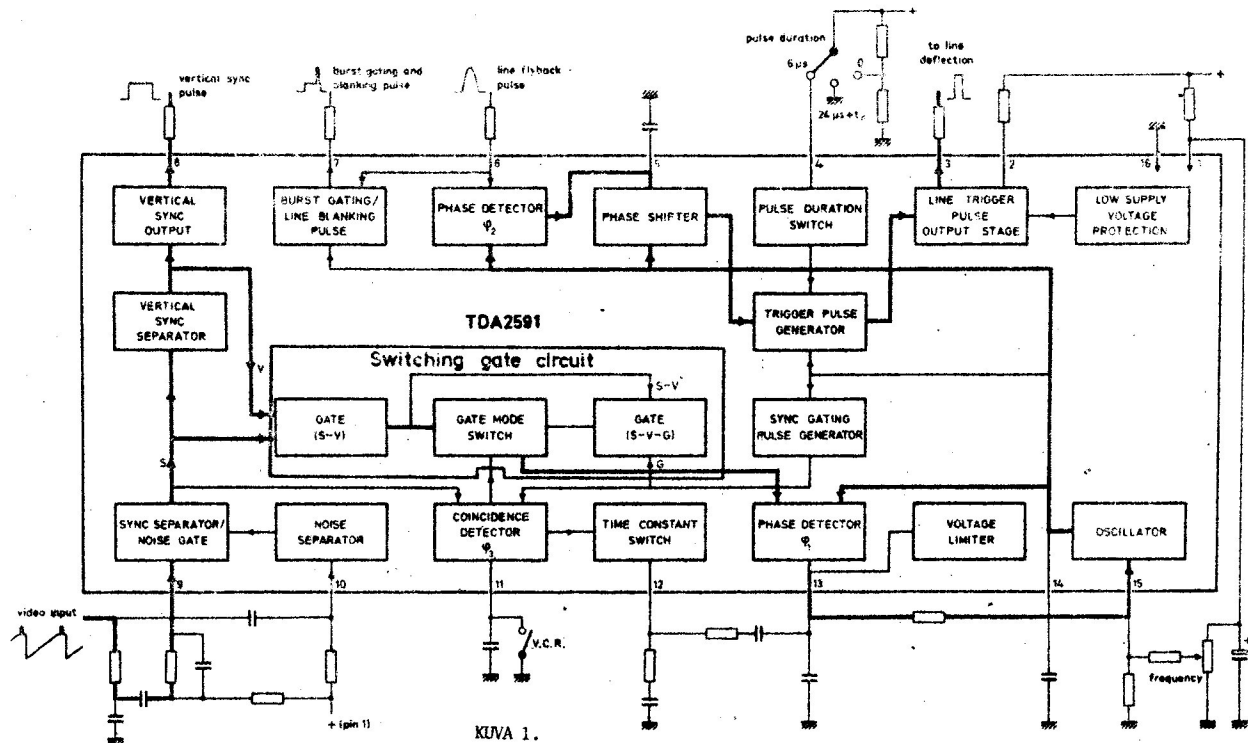 vertical sync
pulse
burst gating and
blanking pulse
line flyback
pulse
pulse duration
6 µs
0
24 µs + t
to line
deflection
+
+
8
7
6
5
4
3
2
16
1
VERTICAL
SYNC
OUTPUT
BURST GATING/
LINE BLANKING
PULSE
PHASE DETECTOR
φ2
PHASE SHIFTER
PULSE DURATION
SWITCH
LINE TRIGGER
PULSE
OUTPUT STAGE
LOW SUPPLY
VOLTAGE
PROTECTION
VERTICAL
SYNC
SEPARATOR
TDA2591
TRIGGER PULSE
GENERATOR
Switching gate circuit
V
S-V
GATE
(S-V)
GATE MODE
SWITCH
GATE
(S-V-G)
SYNC GATING
PULSE GENERATOR
S
G
SYNC SEPARATOR/
NOISE GATE
NOISE
SEPARATOR
COINCIDENCE
DETECTOR
φ3
TIME CONSTANT
SWITCH
PHASE DETECTOR
φ1
VOLTAGE
LIMITER
OSCILLATOR
9
10
11
12
13
14
15
video input
V.C.R.
+ (pin 1)
frequency
+
KUVA 1.